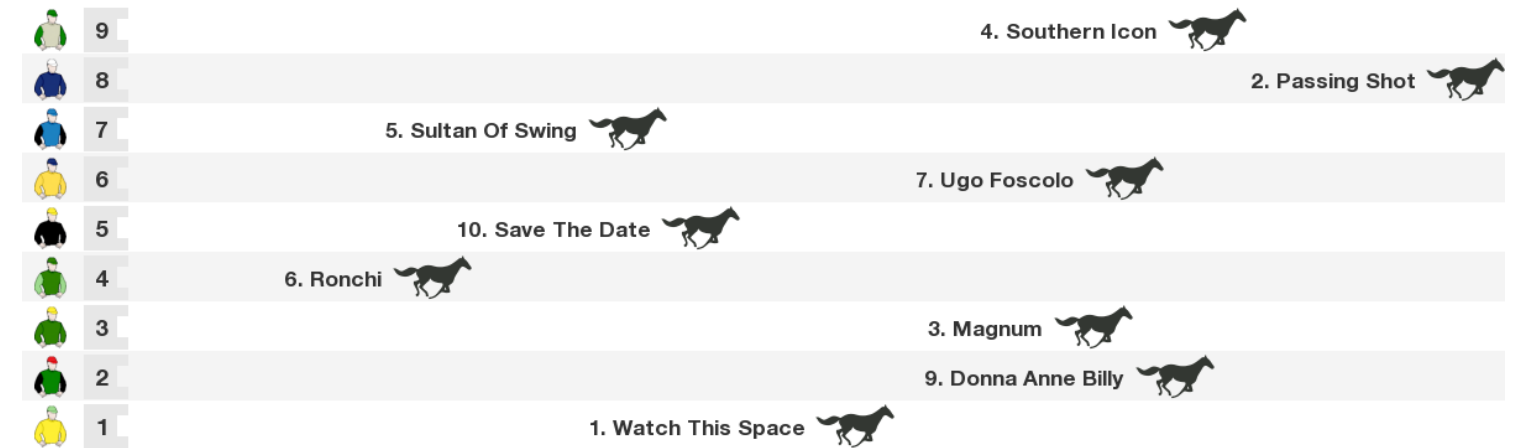 9 4. Southern Icon
8 2. Passing Shot
7 5. Sultan Of Swing
6 7. Ugo Foscolo
5 10. Save The Date
4 6. Ronchi
3 3. Magnum
2 9. Donna Anne Billy
1 1. Watch This Space